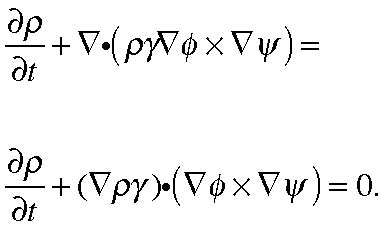 ∂ρ/∂t + ∇•(ργ∇ϕ × ∇ψ) =
∂ρ/∂t + (∇ργ)•(∇ϕ × ∇ψ) = 0.